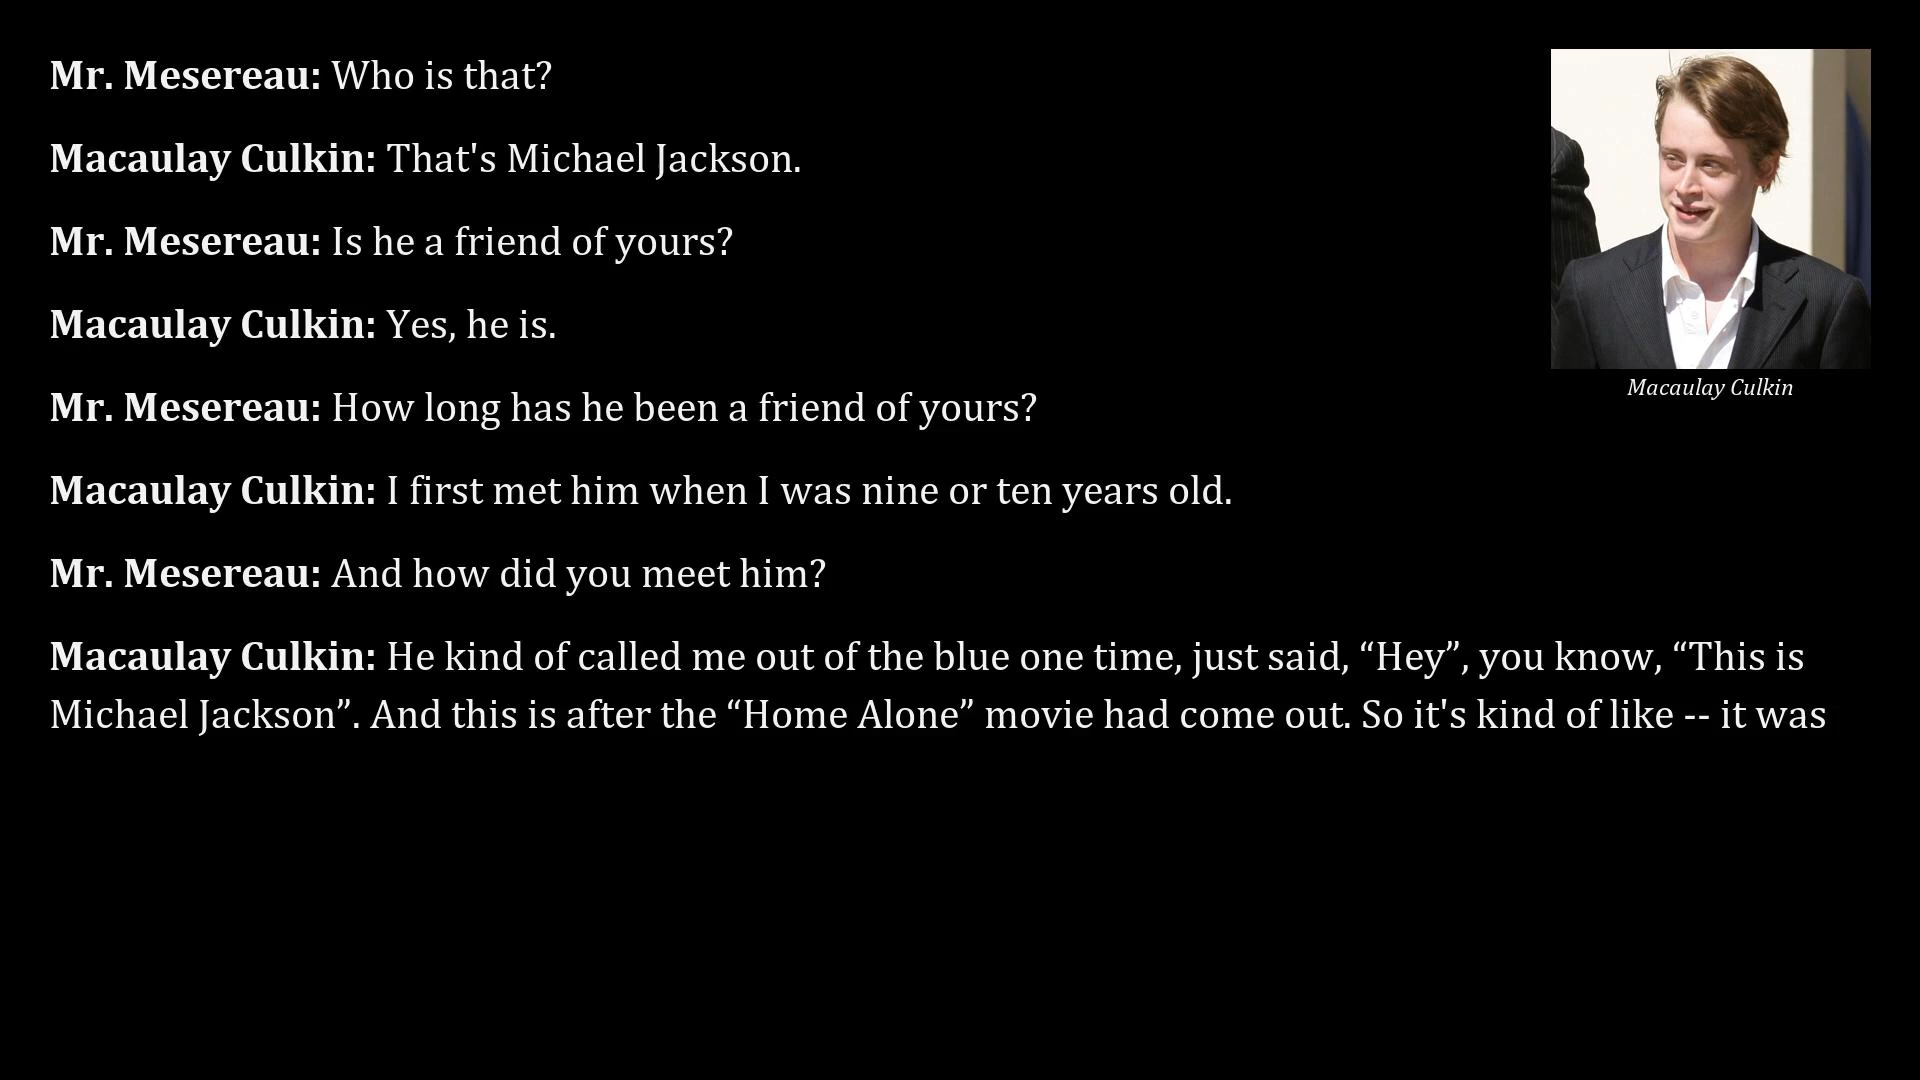 Mr. Mesereau: Who is that?
Macaulay Culkin: That's Michael Jackson.
Mr. Mesereau: Is he a friend of yours?
Macaulay Culkin: Yes, he is.
Macaulay Culkin
Mr. Mesereau: How long has he been a friend of yours?
Macaulay Culkin: I first met him when I was nine or ten years old.
Mr. Mesereau: And how did you meet him?
Macaulay Culkin: He kind of called me out of the blue one time, just said, “Hey”, you know, “This is
Michael Jackson”. And this is after the “Home Alone” movie had come out. So it's kind of like -- it was